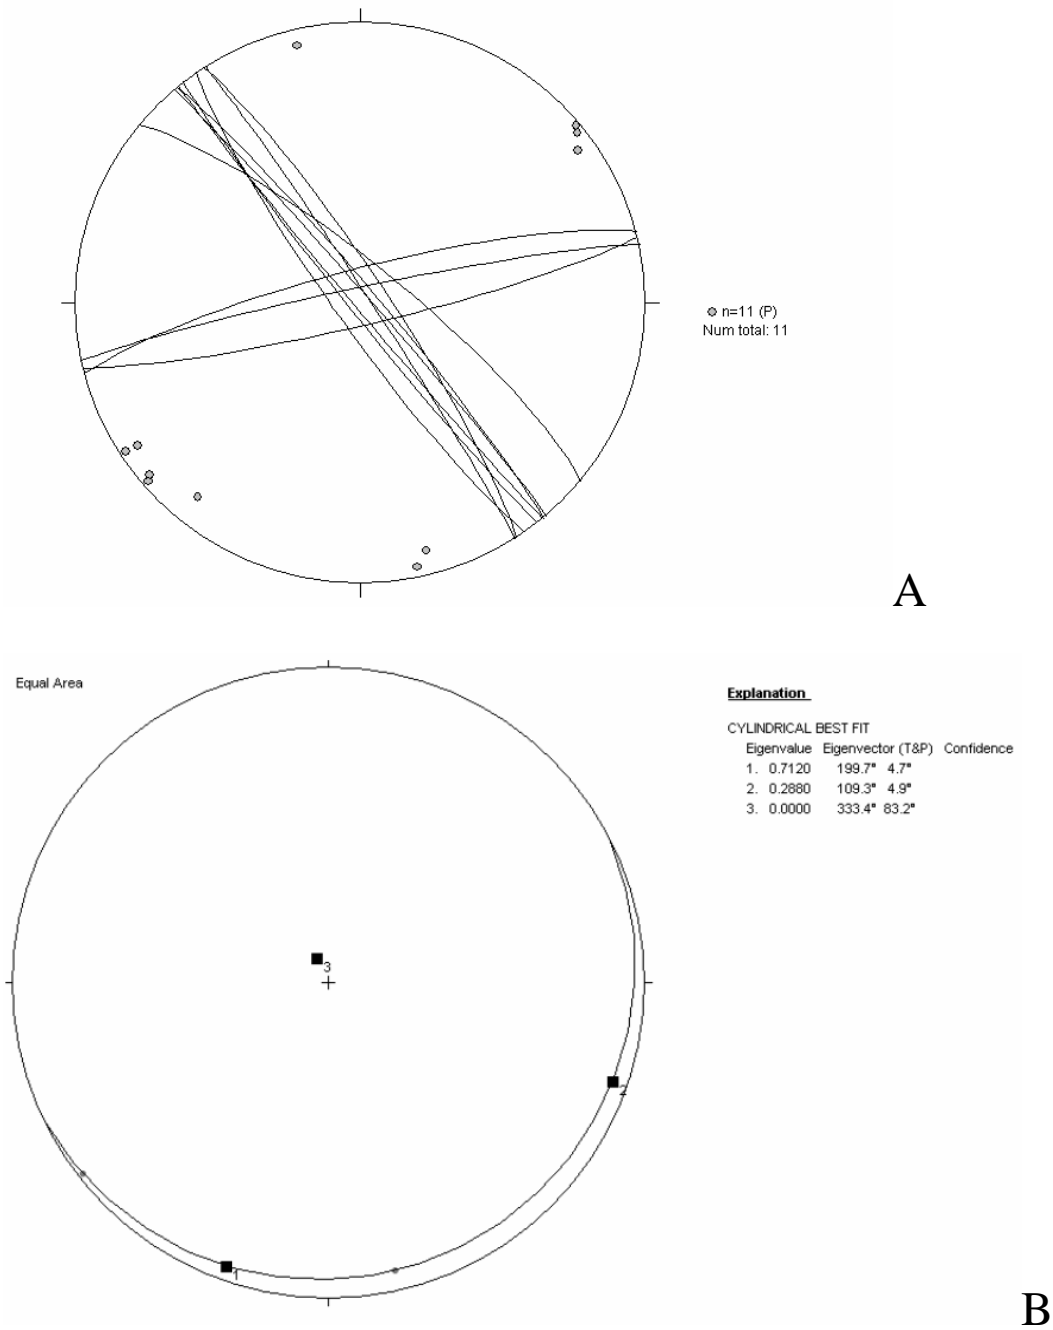 n=11 (P)
Num total: 11
A
Equal Area
Explanation
CYLINDRICAL BEST FIT
Eigenvalue Eigenvector (T&P) Confidence
1. 0.7120 199.7° 4.7°
2. 0.2880 109.3° 4.9°
3. 0.0000 333.4° 83.2°
3
2
1
B